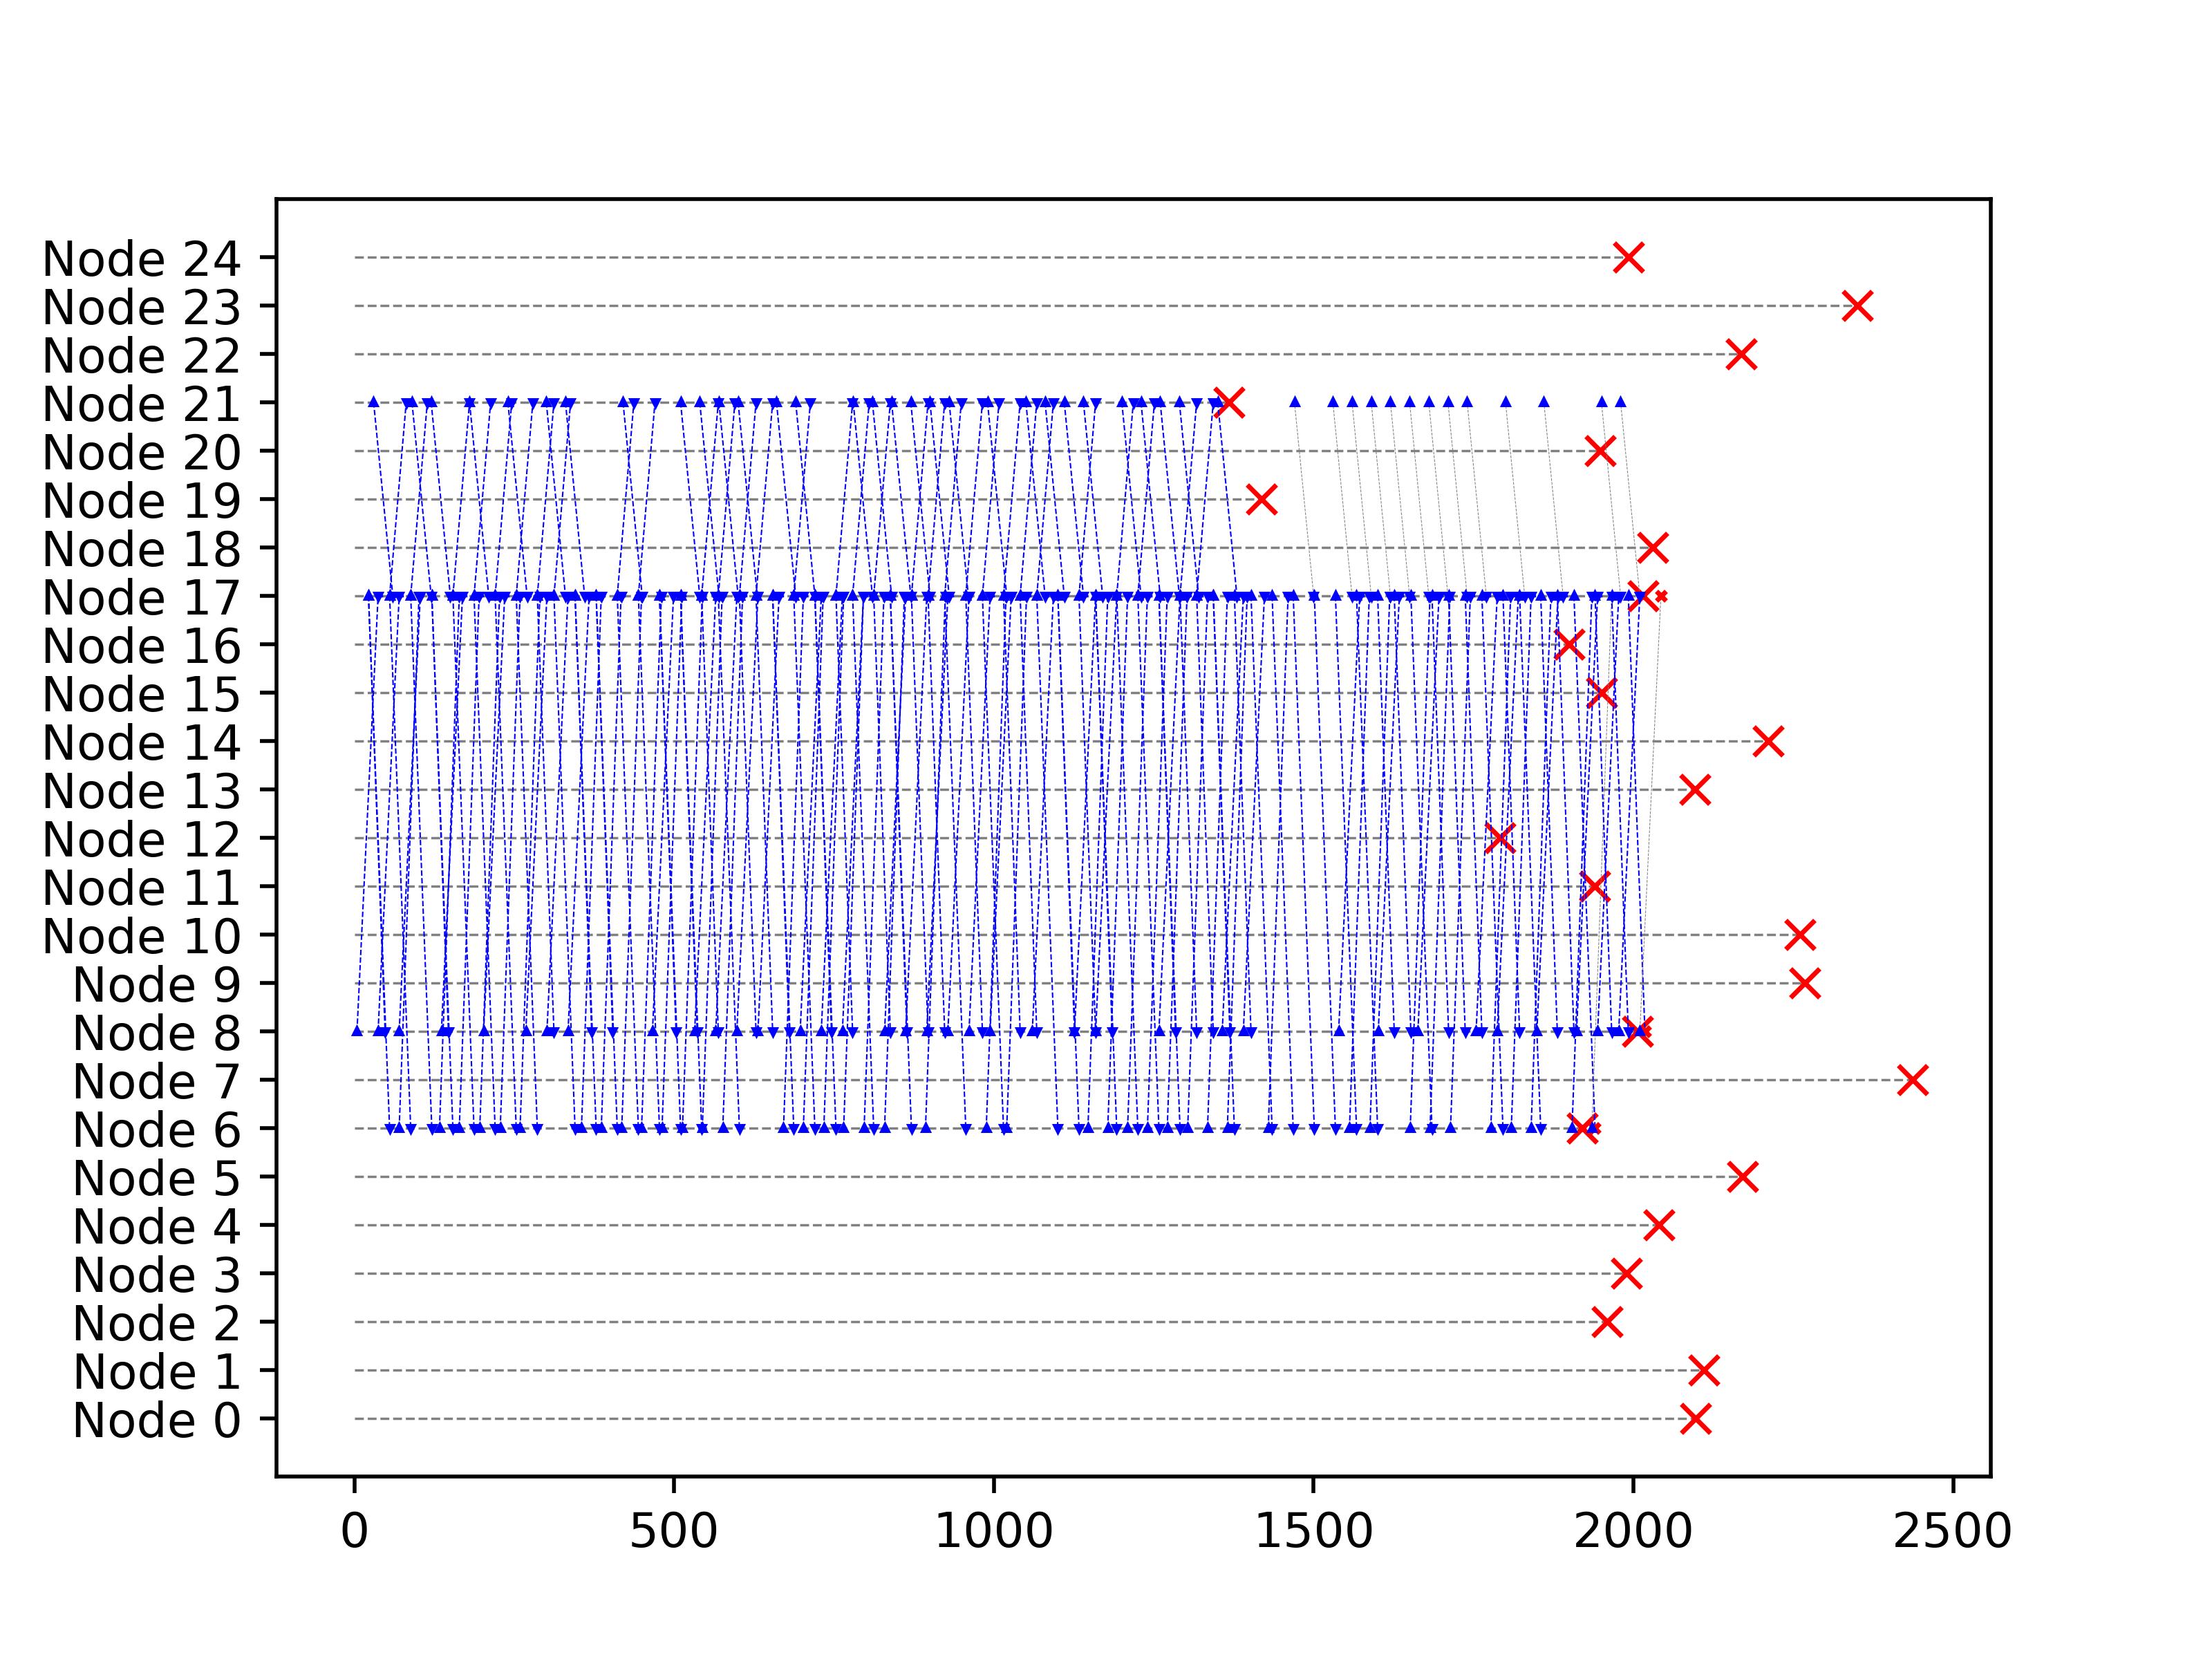 Node 24
Node 23
Node 22
Node 21
Node 20
Node 19
Node 18
Node 17
Node 16
Node 15
Node 14
Node 13
Node 12
Node 11
Node 10
Node 9
Node 8
Node 7
Node 6
Node 5
Node 4
Node 3
Node 2
Node 1
Node 0
0 500 1000 1500 2000 2500